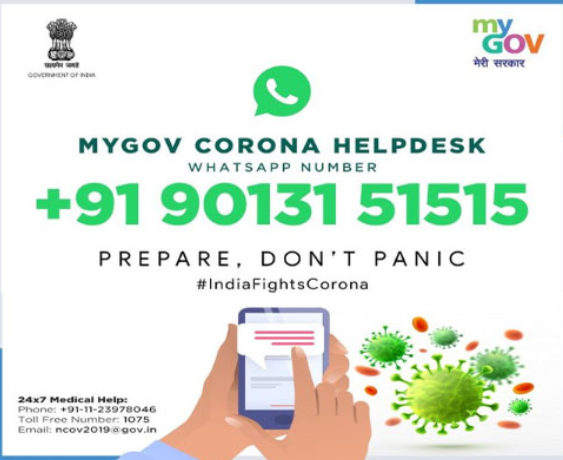 सत्यमेव जयते
GOVERNMENT OF INDIA
my
GOV
मेरी सरकार
MYGOV CORONA HELPDESK
WHATSAPP NUMBER
+91 90131 51515
PREPARE, DON'T PANIC
#IndiaFightsCorona
24x7 Medical Help:
Phone: +91-11-23978046
Toll Free Number: 1075
Email: ncov2019@gov.in